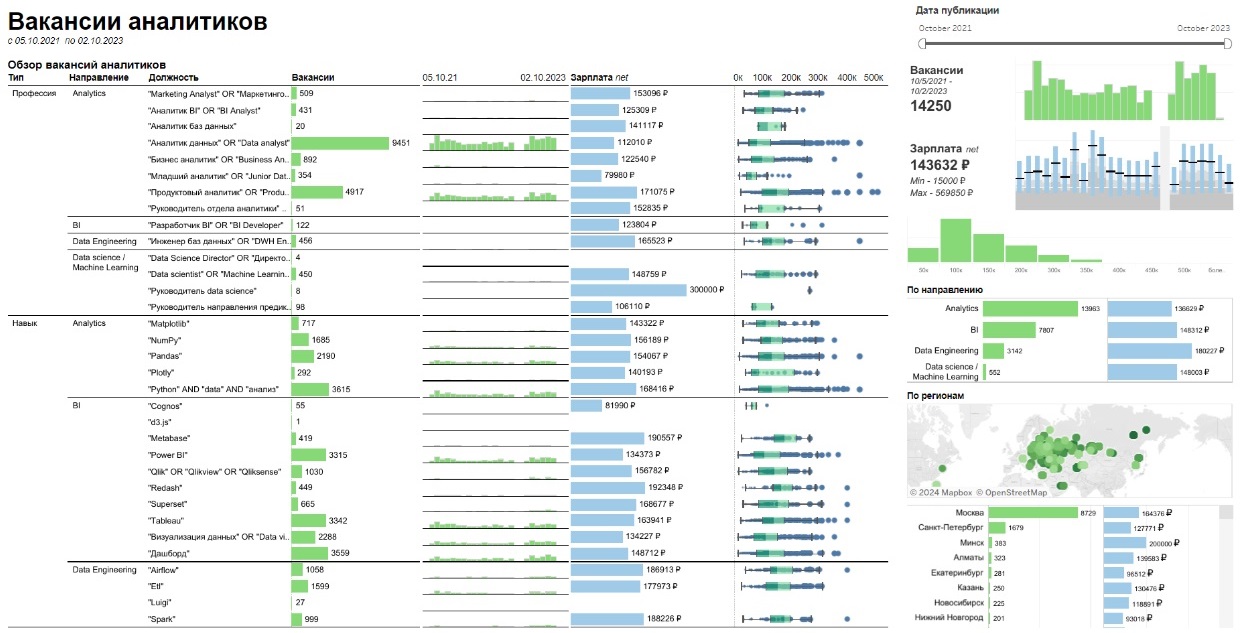 Вакансии аналитиков
с 05.10.2021 по 02.10.2023
Обзор вакансий аналитиков
Тип Направление Должность Вакансии 05.10.21 02.10.2023 Зарплата net 0к 100К 200К 300К 400К 500К
Профессия Analytics "Marketing Analyst" OR "Маркетинго.. 509 153096 ₽
"Аналитик BI" OR "BI Analyst" 431 125309 ₽
"Аналитик баз данных" 20 141117 ₽
"Аналитик данных" OR "Data analyst" 9451 112010 ₽
"Бизнес аналитик" OR "Business An.. 892 122540 ₽
"Младший аналитик" OR "Junior Dat.. 354 79980 ₽
"Продуктовый аналитик" OR "Produ.. 4917 171075 ₽
"Руководитель отдела аналитики" .. 51 152835 ₽
BI "Разработчик BI" OR "BI Developer" 122 123804 ₽
Data Engineering "Инженер баз данных" OR "DWH En.. 456 165523 ₽
Data science / Machine Learning "Data Science Director" OR "Директо.. 4
"Data scientist" OR "Machine Learnin.. 450 148759 ₽
"Руководитель data science" 8 300000 ₽
"Руководитель направления предик.. 98 106110 ₽
Навык Analytics "Matplotlib" 717 143322 ₽
"NumPy" 1685 156189 ₽
"Pandas" 2190 154067 ₽
"Plotly" 292 140193 ₽
"Python" AND "data" AND "анализ" 3615 168416 ₽
BI "Cognos" 55 81990 ₽
"d3.js" 1
"Metabase" 419 190557 ₽
"Power BI" 3315 134373 ₽
"Qlik" OR "Qlikview" OR "Qliksense" 1030 156782 ₽
"Redash" 449 192348 ₽
"Superset" 665 168677 ₽
"Tableau" 3342 163941 ₽
"Визуализация данных" OR "Data vi.. 2288 134227 ₽
"Дашборд" 3559 148712 ₽
Data Engineering "Airflow" 1058 186913 ₽
"Etl" 1599 177973 ₽
"Luigi" 27
"Spark" 999 188226 ₽
Дата публикации
October 2021 October 2023
Вакансии
10/5/2021 -
10/2/2023
14250
Зарплата net
143632 ₽
Min - 15000 ₽
Max - 569850 ₽
50к 100к 150к 200к 250к 300к 350к 400к 450к 500к бопе..
По направлению
Analytics 13963 136629 ₽
BI 7807 148312 ₽
Data Engineering 3142 180227 ₽
Data science / Machine Learning 552 148003 ₽
По регионам
© 2024 Mapbox © OpenStreetMap
Москва 8729 164376 ₽
Санкт-Петербург 1679 127771 ₽
Минск 383 200000 ₽
Алматы 323 139583 ₽
Екатеринбург 281 96512 ₽
Казань 250 130476 ₽
Новосибирск 225 118891 ₽
Нижний Новгород 201 93018 ₽